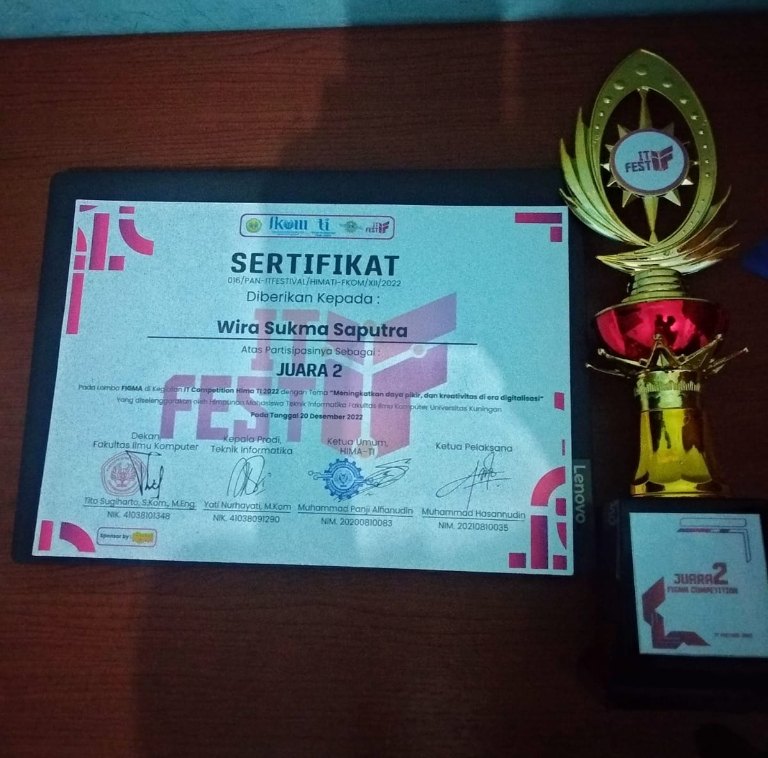 fkom ti IT FEST
SERTIFIKAT
016/PAN-ITFESTIVAL/HIMATI-FKOM/XII/2022
Diberikan Kepada :
Wira Sukma Saputra
Atas Partisipasinya Sebagai :
JUARA 2
Pada Lomba FIGMA di Kegiatan IT Competition Hima TI 2022 dengan Tema "Meningkatkan daya pikir, dan kreativitas di era digitalisasi"
Yang diselenggarakan oleh Himpunan Mahasiswa Teknik Informatika Fakultas Ilmu Komputer Universitas Kuningan
Pada Tanggal 20 Desember 2022
IT
FEST
Dekan
Fakultas Ilmu Komputer
Tito Sugiharto, S.Kom., M.Eng.
NIK. 41038101348
Kepala Prodi,
Teknik Informatika
Yati Nurhayati, M.Kom
NIK. 41038091290
Ketua Umum,
HIMA-TI
Muhammad Panji Alfianudin
NIM. 20200810083
Ketua Pelaksana
Muhammad Hasannudin
NIM. 20210810035
Sponsor by :
Lenovo
IT
FEST
JUARA 2
FIGMA COMPETITION